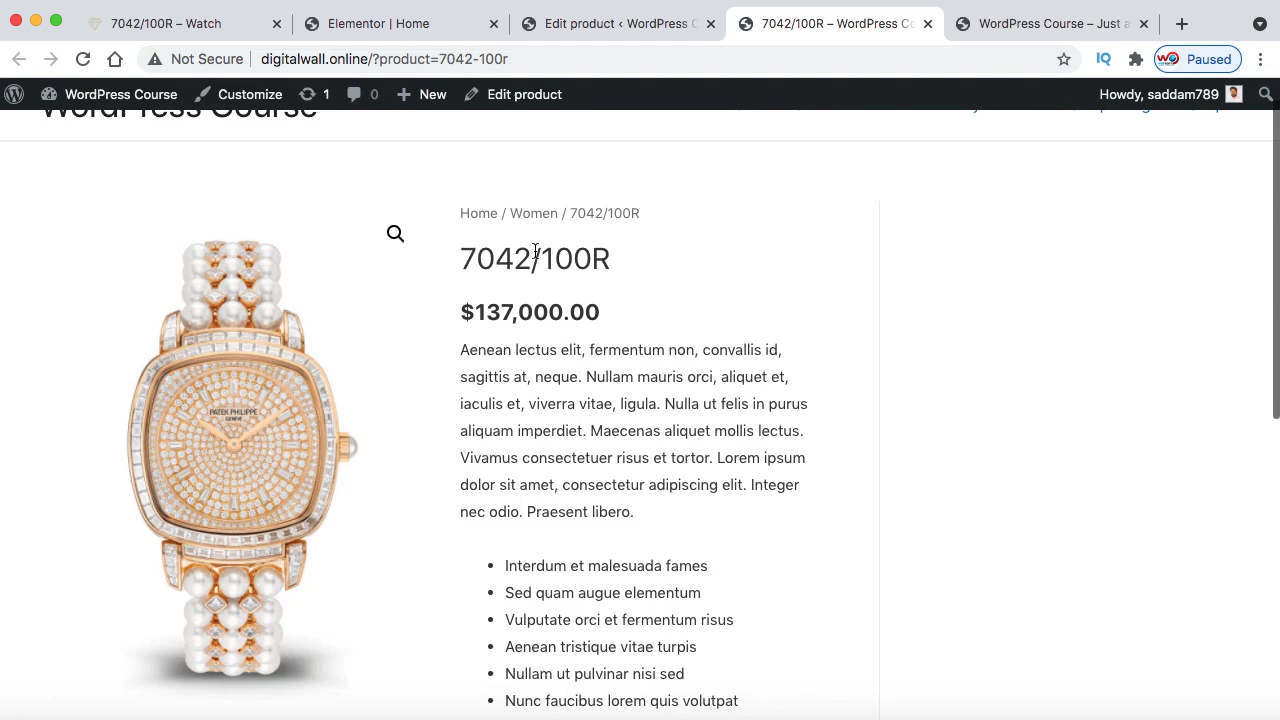 7042/100R – Watch
Elementor | Home
Edit product ‹ WordPress C
7042/100R – WordPress Co
WordPress Course – Just a
Not Secure
digitalwall.online/?product=7042-100r
IQ
Paused
WordPress Course
Customize
1
0
New
Edit product
Howdy, saddam789
WordPress Course
Home / Women / 7042/100R
7042/100R
$137,000.00
Aenean lectus elit, fermentum non, convallis id,
sagittis at, neque. Nullam mauris orci, aliquet et,
iaculis et, viverra vitae, ligula. Nulla ut felis in purus
aliquam imperdiet. Maecenas aliquet mollis lectus.
Vivamus consectetuer risus et tortor. Lorem ipsum
dolor sit amet, consectetur adipiscing elit. Integer
nec odio. Praesent libero.
• Interdum et malesuada fames
• Sed quam augue elementum
• Vulputate orci et fermentum risus
• Aenean tristique vitae turpis
• Nullam ut pulvinar nisi sed
• Nunc faucibus lorem quis volutpat
PATEK PHILIPPE
GENEVE